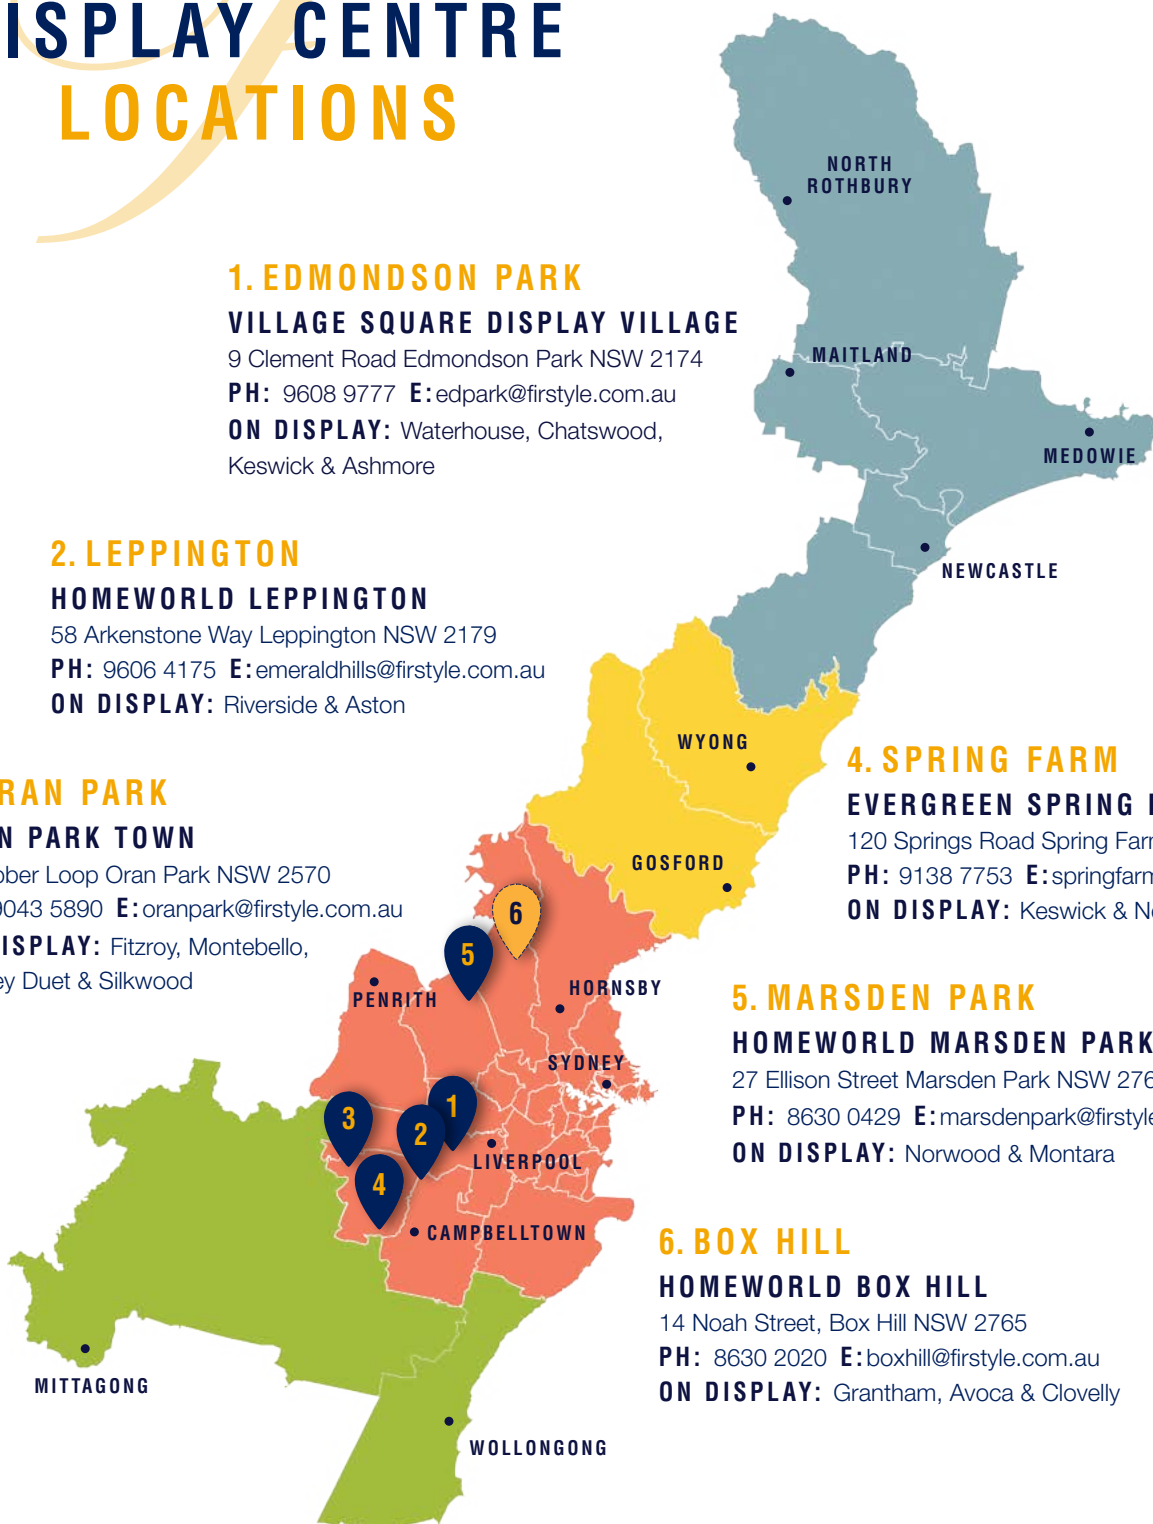 ISPLAY CENTRE
LOCATIONS
NORTH
ROTHBURY
1. EDMONDSON PARK
VILLAGE SQUARE DISPLAY VILLAGE
9 Clement Road Edmondson Park NSW 2174
PH: 9608 9777 E: edpark@firstyle.com.au
ON DISPLAY: Waterhouse, Chatswood,
Keswick & Ashmore
MAITLAND
MEDOWIE
NEWCASTLE
2. LEPPINGTON
HOMEWORLD LEPPINGTON
58 Arkenstone Way Leppington NSW 2179
PH: 9606 4175 E: emeraldhills@firstyle.com.au
ON DISPLAY: Riverside & Aston
WYONG
GOSFORD
RAN PARK
N PARK TOWN
ber Loop Oran Park NSW 2570
9043 5890 E: oranpark@firstyle.com.au
ISPLAY: Fitzroy, Montebello,
ey Duet & Silkwood
4. SPRING FARM
EVERGREEN SPRING
120 Springs Road Spring Farm
PH: 9138 7753 E: springfarm
ON DISPLAY: Keswick & N
6
5
PENRITH
HORNSBY
SYDNEY
5. MARSDEN PARK
HOMEWORLD MARSDEN PARK
27 Ellison Street Marsden Park NSW 276
PH: 8630 0429 E: marsdenpark@firstyle
ON DISPLAY: Norwood & Montara
1
3
2
4
LIVERPOOL
CAMPBELLTOWN
6. BOX HILL
HOMEWORLD BOX HILL
14 Noah Street, Box Hill NSW 2765
PH: 8630 2020 E: boxhill@firstyle.com.au
ON DISPLAY: Grantham, Avoca & Clovelly
MITTAGONG
WOLLONGONG